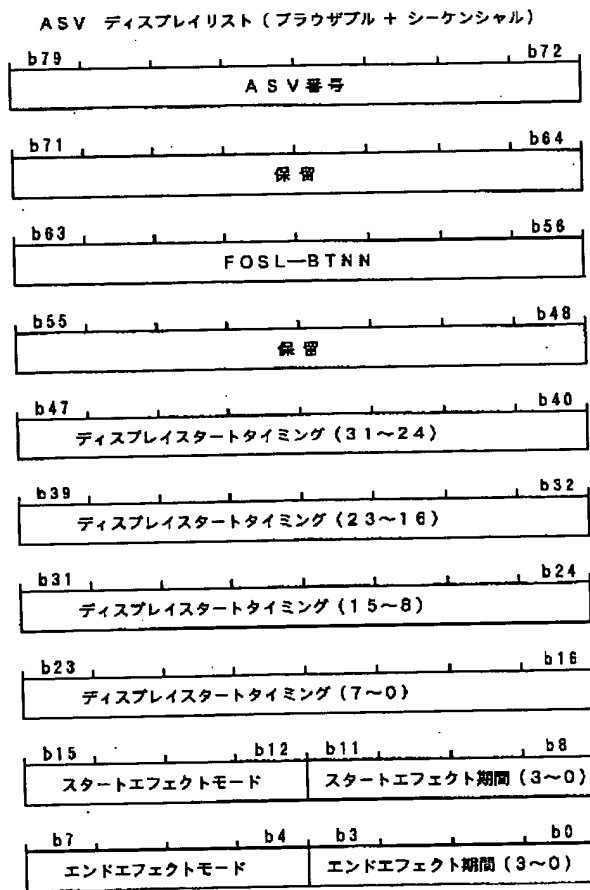 ASV ディスプレイリスト(ブラウザブル + シーケンシャル)
b79 b72
ASV番号
b71 b64
保留
b63 b56
FOSL—BTNN
b55 b48
保留
b47 b40
ディスプレイスタートタイミング(31~24)
b39 b32
ディスプレイスタートタイミング(23~16)
b31 b24
ディスプレイスタートタイミング(15~8)
b23 b16
ディスプレイスタートタイミング(7~0)
b15 b12 b11 b8
スタートエフェクトモード スタートエフェクト期間(3~0)
b7 b4 b3 b0
エンドエフェクトモード エンドエフェクト期間(3~0)